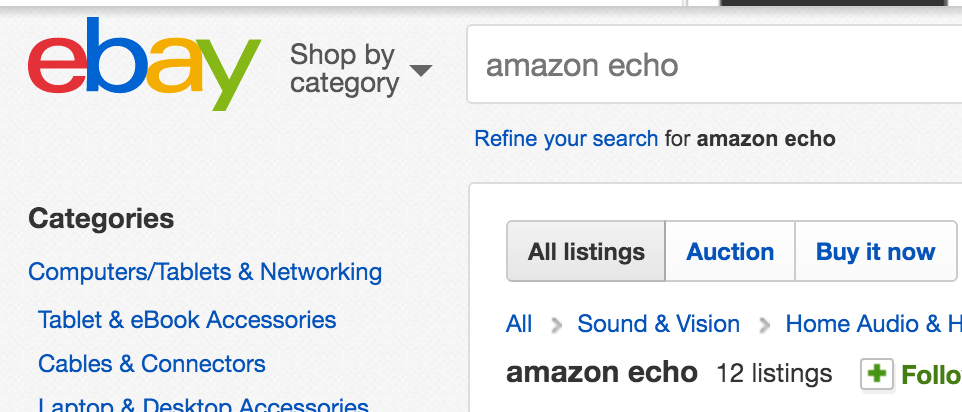 ebay
Shop by
category
amazon echo
Refine your search for amazon echo
Categories
Computers/Tablets & Networking
Tablet & eBook Accessories
Cables & Connectors
Laptop & Desktop Accessories
All listings
Auction
Buy it now
All > Sound & Vision > Home Audio & H
amazon echo 12 listings
Follo